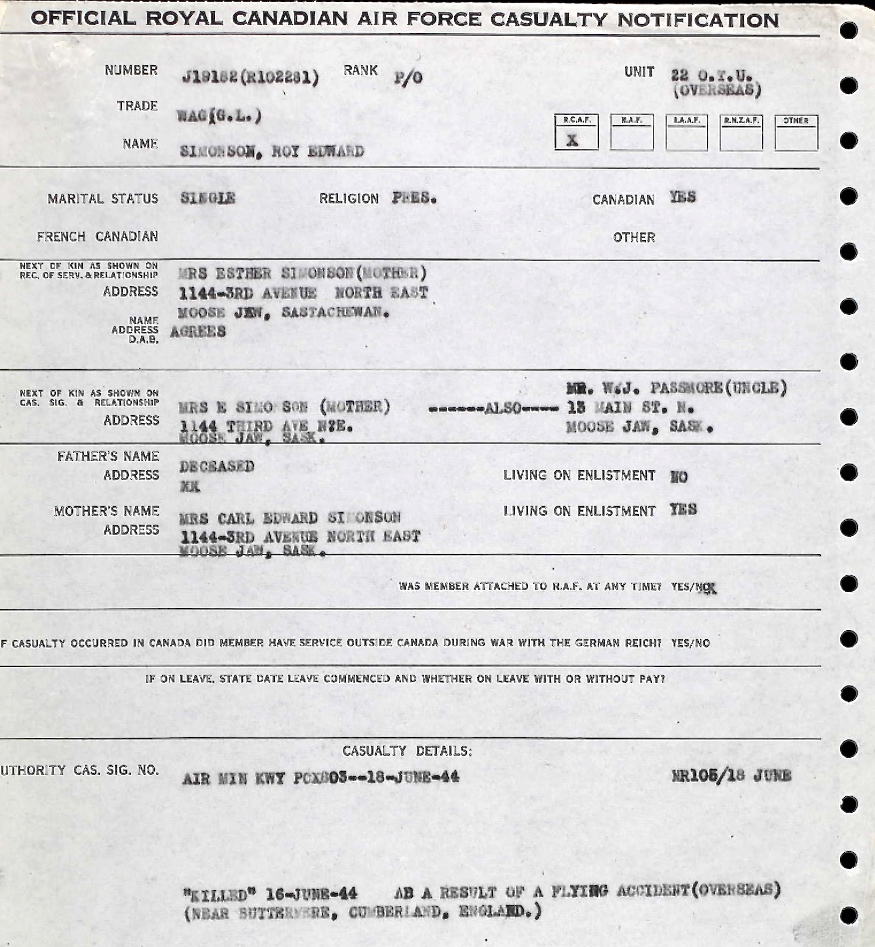 OFFICIAL ROYAL CANADIAN AIR FORCE CASUALTY NOTIFICATION
NUMBER J19182(R102281) RANK P/O UNIT 22 O.T.U.
(OVERSEAS)
TRADE WAG(G.L.)
R.C.A.F. R.A.F. R.A.A.F. R.N.Z.A.F. OTHER
X
NAME SIMONSON, ROY EDWARD
MARITAL STATUS SINGLE RELIGION PRES. CANADIAN YES
FRENCH CANADIAN OTHER
NEXT OF KIN AS SHOWN ON
REC. OF SERV. & RELATIONSHIP MRS ESTHER SIMONSON(MOTHER)
ADDRESS 1144-3RD AVENUE NORTH EAST
MOOSE JEW, SASTACHEWAN.
NAME
ADDRESS AGREES
D.A.B.
MR. W.J. PASSMORE(UNCLE)
NEXT OF KIN AS SHOWN ON
CAS. SIG. & RELATIONSHIP MRS E SIMO SON (MOTHER) ------ALSO---- 13 MAIN ST. N.
ADDRESS 1144 THIRD AVE N?E. MOOSE JAW, SASK.
MOOSE JAW, SASK.
FATHER'S NAME DECEASED
ADDRESS XX LIVING ON ENLISTMENT NO
MOTHER'S NAME MRS CARL EDWARD SIMONSON LIVING ON ENLISTMENT YES
ADDRESS 1144-3RD AVENUE NORTH EAST
MOOSE JAW, SASK.
WAS MEMBER ATTACHED TO R.A.F. AT ANY TIME? YES/NO
F CASUALTY OCCURRED IN CANADA DID MEMBER HAVE SERVICE OUTSIDE CANADA DURING WAR WITH THE GERMAN REICH? YES/NO
IF ON LEAVE, STATE DATE LEAVE COMMENCED AND WHETHER ON LEAVE WITH OR WITHOUT PAY?
CASUALTY DETAILS:
UTHORITY CAS. SIG. NO. AIR MIN KWY PCX803--18-JUNE-44 NR105/18 JUNE
"KILLED" 16-JUNE-44 AB A RESULT OF A FLYING ACCIDENT(OVERSEAS)
(NEAR BUTTERMERE, CUMBERLAND, ENGLAND.)